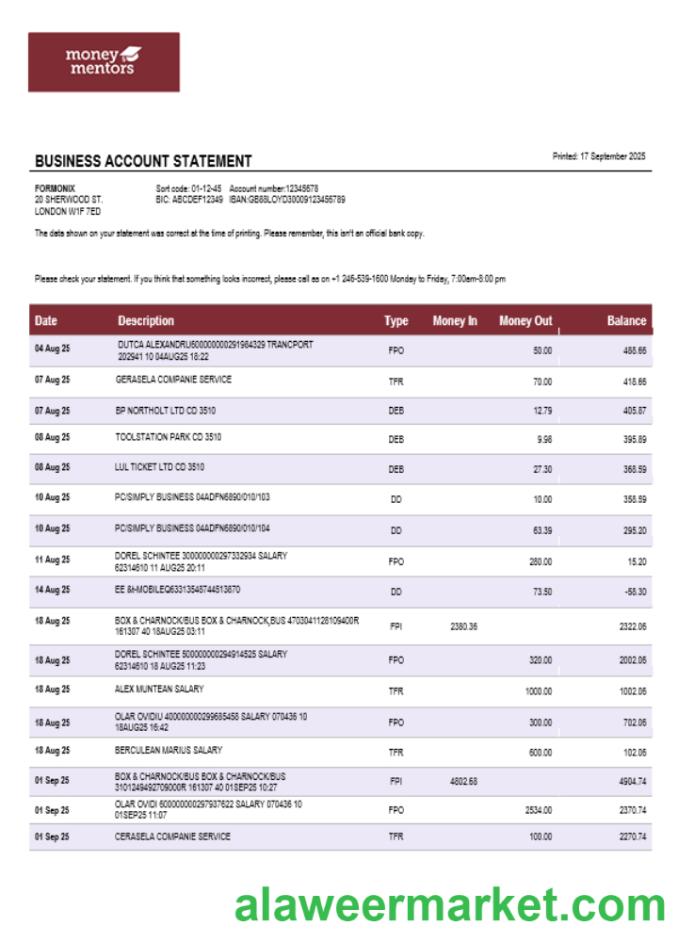 money
mentors
BUSINESS ACCOUNT STATEMENT
Printed: 17 September 2025
FORMONIX
20 SHERWOOD ST.
LONDON W1F 7ED
Sort code: 01-12-45 Account number:12345678
BIC: ABCDEF12349 IBAN:GB88LOYD30009123456789
The data shown on your statement was correct at the time of printing. Please remember, this isn't an official bank copy.
Please check your statement. If you think that something looks incorrect, please call as on +1 246-539-1600 Monday to Friday, 7:00am-8:00 pm
Date Description Type Money In Money Out Balance
04 Aug 25 DUTCA ALEXANDRU600000000291984329 TRANCPORT
202941 10 04AUG25 18:22 FPO 50.00 488.66
07 Aug 25 GERASELA COMPANIE SERVICE TFR 70.00 418.66
07 Aug 25 BP NORTHOLT LTD CD 3510 DEB 12.79 405.87
08 Aug 25 TOOLSTATION PARK CD 3510 DEB 9.98 395.89
08 Aug 25 LUL TICKET LTD CD 3510 DEB 27.30 368.59
10 Aug 25 PC/SIMPLY BUSINESS 04ADFN6890/010/103 DD 10.00 358.59
10 Aug 25 PC/SIMPLY BUSINESS 04ADFN6890/010/104 DD 63.39 295.20
11 Aug 25 DOREL SCHINTEE 300000000297332934 SALARY
62314610 11 AUG25 20:11 FPO 280.00 15.20
14 Aug 25 EE &I-MOBILEQ63313548744513870 DD 73.50 -58.30
18 Aug 25 BOX & CHARNOCK/BUS BOX & CHARNOCK,BUS 4703041128109400R
161307 40 18AUG25 03:11 FPI 2380.36 2322.06
18 Aug 25 DOREL SCHINTEE 500000000294914525 SALARY
62314610 18 AUG25 11:23 FPO 320.00 2002.06
18 Aug 25 ALEX MUNTEAN SALARY TFR 1000.00 1002.06
18 Aug 25 OLAR OVIDIU 400000000299685458 SALARY 070436 10
18AUG25 16:42 FPO 300.00 702.06
18 Aug 25 BERCULEAN MARIUS SALARY TFR 600.00 102.06
01 Sep 25 BOX & CHARNOCK/BUS BOX & CHARNOCK/BUS
3101249492709000R 161307 40 01SEP25 10:27 FPI 4802.68 4904.74
01 Sep 25 OLAR OVIDI 600000000297937622 SALARY 070436 10
01SEP25 11:07 FPO 2534.00 2370.74
01 Sep 25 CERASELA COMPANIE SERVICE TFR 100.00 2270.74
alaweermarket.com